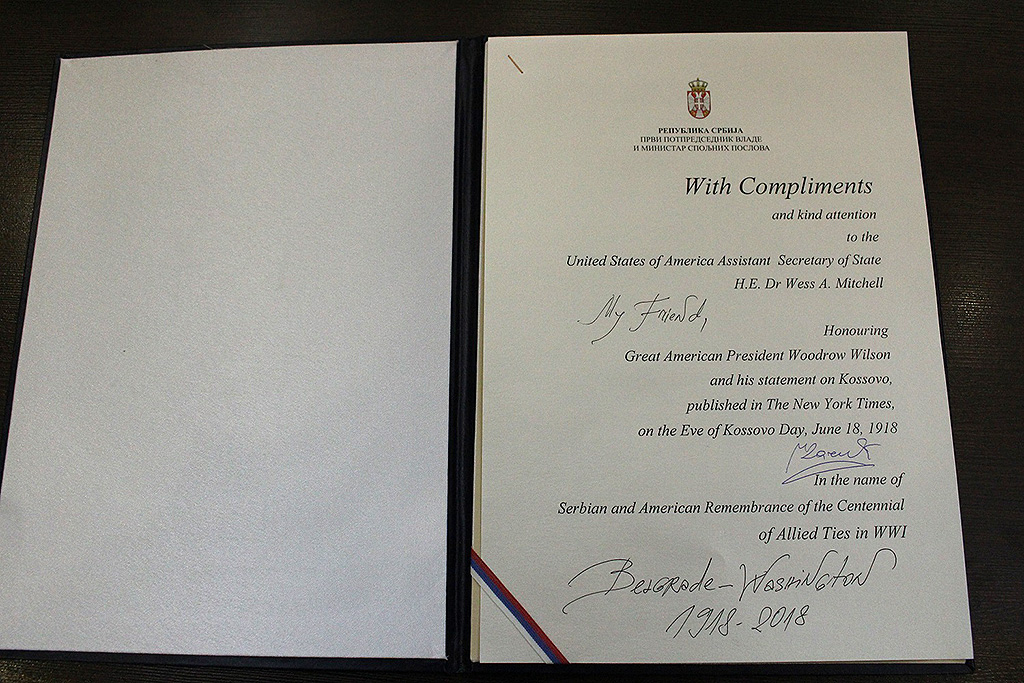 РЕПУБЛИКА СРБИЈА
ПРВИ ПОТПРЕДСЕДНИК ВЛАДЕ
И МИНИСТАР СПОЉНИХ ПОСЛОВА
With Compliments
and kind attention
to the
United States of America Assistant Secretary of State
H.E. Dr Wess A. Mitchell
My Friend,
Honouring
Great American President Woodrow Wilson
and his statement on Kossovo,
published in The New York Times,
on the Eve of Kossovo Day, June 18, 1918
In the name of
Serbian and American Remembrance of the Centennial
of Allied Ties in WWI
Belgrade - Washington
1918-2018